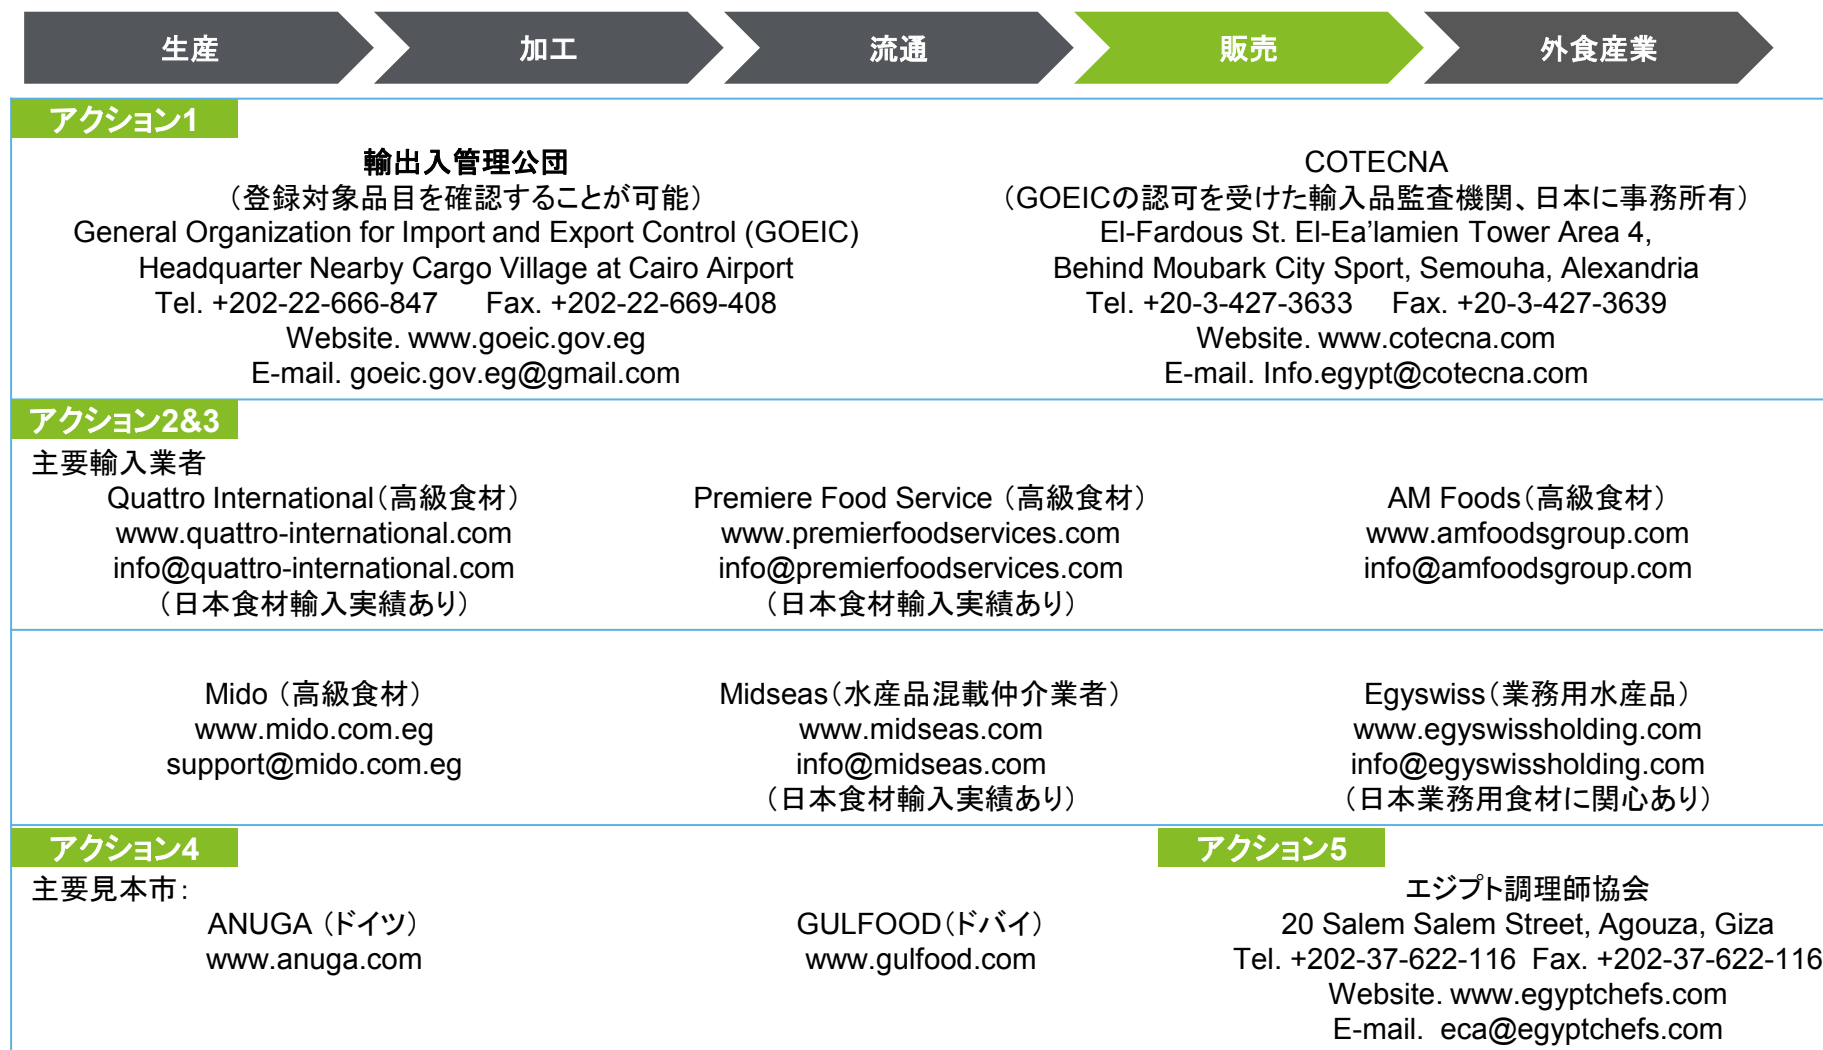 生産
加工
流通
販売
外食産業
アクション1
輸出入管理公団
（登録対象品目を確認することが可能）
General Organization for Import and Export Control (GOEIC)
Headquarter Nearby Cargo Village at Cairo Airport
Tel. +202-22-666-847 Fax. +202-22-669-408
Website. www.goeic.gov.eg
E-mail. goeic.gov.eg@gmail.com
COTECNA
（GOEICの認可を受けた輸入品監査機関、日本に事務所有）
El-Fardous St. El-Ea’lamien Tower Area 4,
Behind Moubark City Sport, Semouha, Alexandria
Tel. +20-3-427-3633 Fax. +20-3-427-3639
Website. www.cotecna.com
E-mail. Info.egypt@cotecna.com
アクション2&3
主要輸入業者
Quattro International（高級食材）
www.quattro-international.com
info@quattro-international.com
（日本食材輸入実績あり）
Premiere Food Service （高級食材）
www.premierfoodservices.com
info@premierfoodservices.com
（日本食材輸入実績あり）
AM Foods（高級食材）
www.amfoodsgroup.com
info@amfoodsgroup.com
Mido （高級食材）
www.mido.com.eg
support@mido.com.eg
Midseas（水産品混載仲介業者）
www.midseas.com
info@midseas.com
（日本食材輸入実績あり）
Egyswiss（業務用水産品）
www.egyswissholding.com
info@egyswissholding.com
（日本業務用食材に関心あり）
アクション4
主要見本市：
ANUGA （ドイツ）
www.anuga.com
GULFOOD（ドバイ）
www.gulfood.com
アクション5
エジプト調理師協会
20 Salem Salem Street, Agouza, Giza
Tel. +202-37-622-116 Fax. +202-37-622-116
Website. www.egyptchefs.com
E-mail. eca@egyptchefs.com